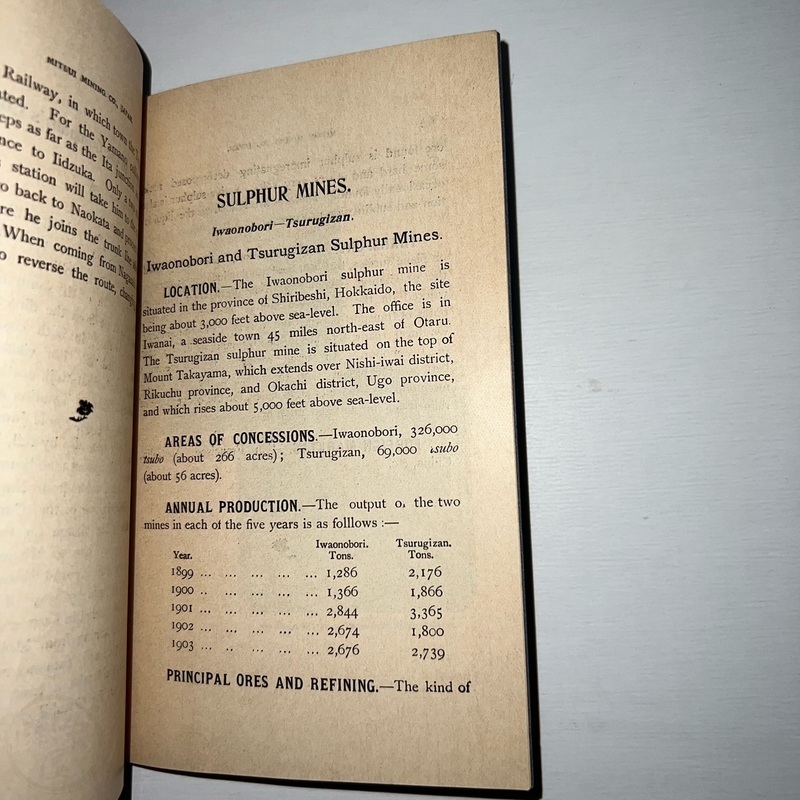 MITSUI MINING CO., JAPAN
Railway, in which town the
For the Yamano
eps as far as the Ita junction
nce to Iidzuka. Only a
station will take him to the
o back to Naokata and
re he joins the trunk line
When coming from
o reverse the route,
SULPHUR MINES.
Iwaonobori—Tsurugizan.
Iwaonobori and Tsurugizan Sulphur Mines.
LOCATION.—The Iwaonobori sulphur mine is
situated in the province of Shiribeshi, Hokkaido, the site
being about 3,000 feet above sea-level. The office is in
Iwanai, a seaside town 45 miles north-east of Otaru.
The Tsurugizan sulphur mine is situated on the top of
Mount Takayama, which extends over Nishi-iwai district,
Rikuchu province, and Okachi district, Ugo province,
and which rises about 5,000 feet above sea-level.
AREAS OF CONCESSIONS.—Iwaonobori, 326,000
tsubo (about 266 acres); Tsurugizan, 69,000 tsubo
(about 56 acres).
ANNUAL PRODUCTION.—The output o. the two
mines in each of the five years is as folllows :—
Iwaonobori. Tsurugizan.
Year. Tons. Tons.
1899 ... ... ... ... ... 1,286 2,176
1900 .. ... ... ... ... 1,366 1,866
1901 ... ... ... ... ... 2,844 3,365
1902 ... ... ... ... ... 2,674 1,800
1903 ... .. ... ... ... 2,676 2,739
PRINCIPAL ORES AND REFINING.—The kind of